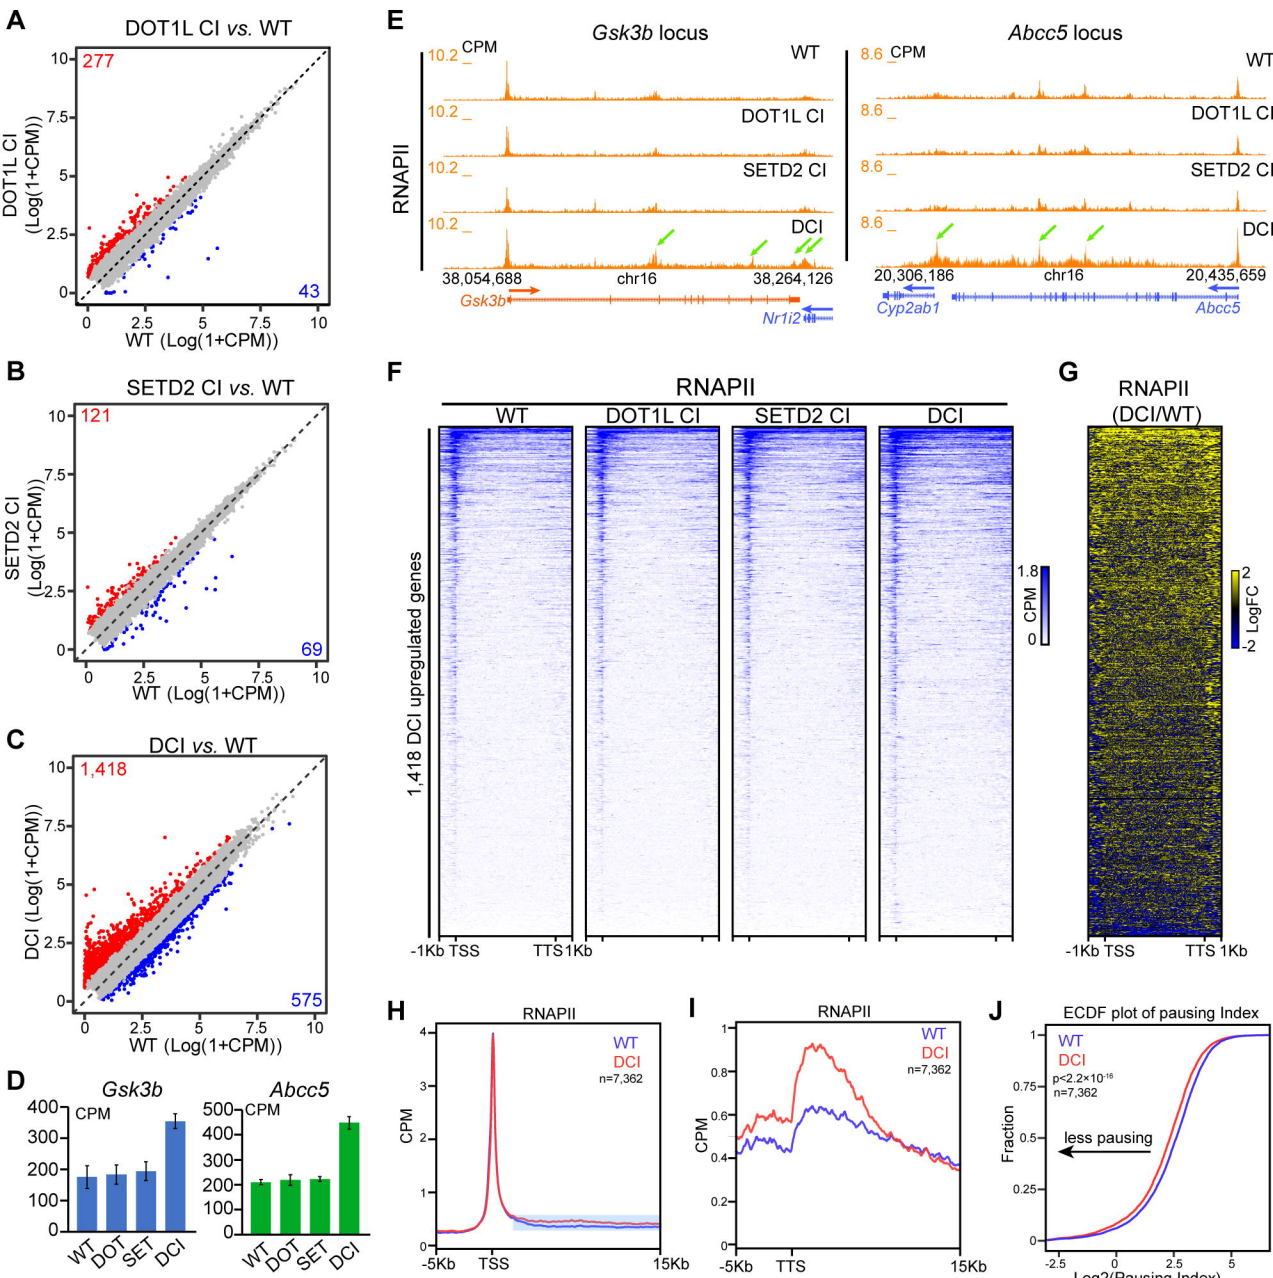 A
DOT1L CI vs. WT
277
43
10
7.5
5
2.5
0
DOT1L CI
(Log(1+CPM))
0 2.5 5 7.5 10
WT (Log(1+CPM))
B
SETD2 CI vs. WT
121
69
10
7.5
5
2.5
0
SETD2 CI
(Log(1+CPM))
0 2.5 5 7.5 10
WT (Log(1+CPM))
C
DCI vs. WT
1,418
575
10
7.5
5
2.5
0
DCI (Log(1+CPM))
0 2.5 5 7.5 10
WT (Log(1+CPM))
D
Gsk3b
CPM
400
300
200
100
0
WT DOT SET DCI
Abcc5
CPM
500
400
300
200
100
0
WT DOT SET DCI
E
RNAPII
Gsk3b locus
10.2 CPM WT
10.2 DOT1L CI
10.2 SETD2 CI
10.2 DCI
38,054,688 chr16 38,264,126
Gsk3b
Nr1i2
Abcc5 locus
8.6 CPM WT
8.6 DOT1L CI
8.6 SETD2 CI
8.6 DCI
20,306,186 chr16 20,435,659
Cyp2ab1 Abcc5
F
RNAPII
WT DOT1L CI SETD2 CI DCI
1,418 DCI upregulated genes
-1Kb TSS TTS 1Kb
1.8
CPM
0
G
RNAPII
(DCI/WT)
2
LogFC
-2
-1Kb TSS TTS 1Kb
H
RNAPII
WT
DCI
n=7,362
4
3
2
1
0
CPM
-5Kb TSS 15Kb
I
RNAPII
WT
DCI
n=7,362
1
0.8
0.6
0.4
0.2
0
CPM
-5Kb TTS 15Kb
J
ECDF plot of pausing Index
WT
DCI
p<2.2×10-16
n=7,362
less pausing
1
0.75
0.5
0.25
0
Fraction
-2.5 0 2.5 5
Log2(Pausing Index)